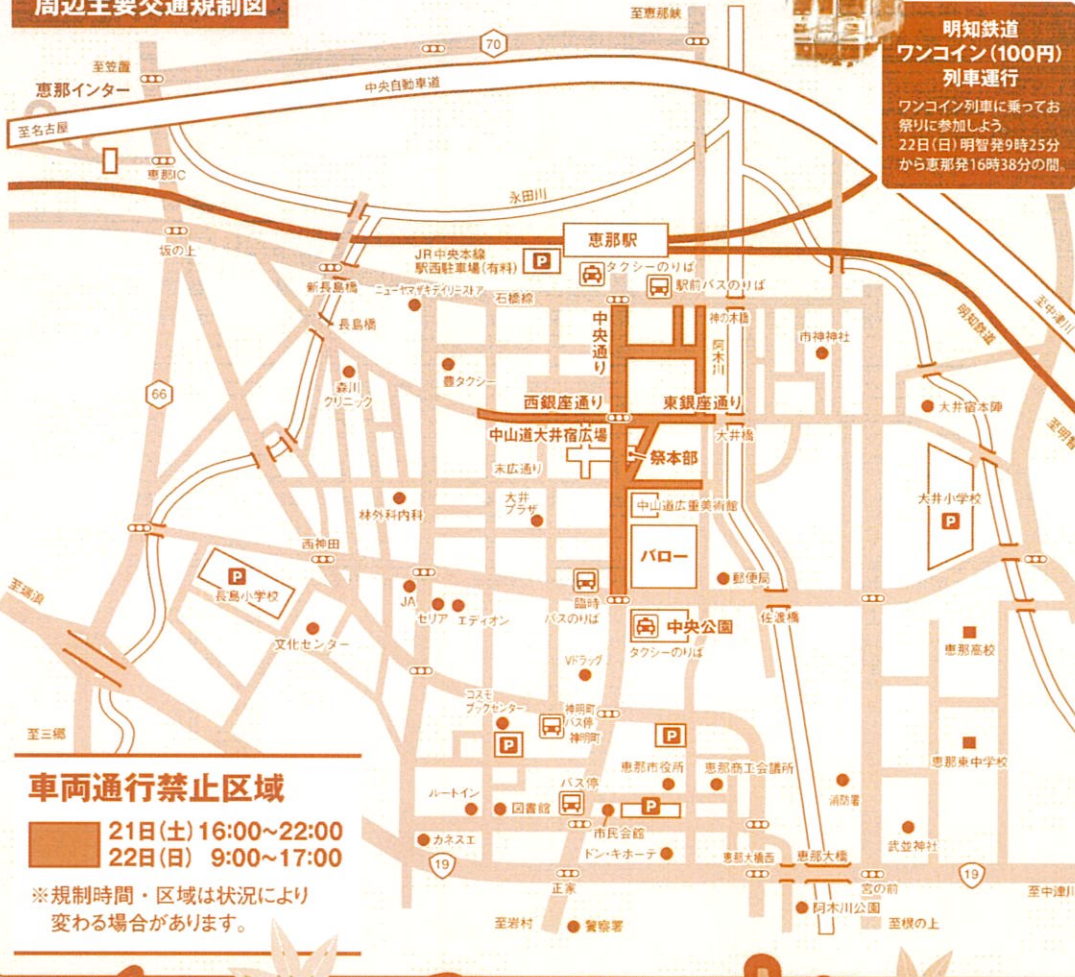 周辺主要交通規制図
至恵那峡
70
至笠置
恵那インター
中央自動車道
至名古屋
恵那IC
明知鉄道
ワンコイン(100円)
列車運行
ワンコイン列車に乗ってお
祭りに参加しよう。
22日(日)明智発9時25分
から恵那発16時38分の間。
永田川
坂の上
恵那駅
JR中央本線
駅西駐車場(有料)
P
タクシーのりば
駅前バスのりば
新長島橋
ニューヤマザキデイリーストア
石橋線
長島橋
中央通り
神の木橋
阿木川
市神神社
明知鉄道
至中津川
66
森川
クリニック
豊タクシー
西銀座通り
東銀座通り
大井宿本陣
至明智
中山道大井宿広場
大井橋
祭本部
末広通り
大井
プラザ
林外科内科
中山道広重美術館
大井小学校
P
西神田
バロー
郵便局
至瑞浪
P
長島小学校
JA
セリア
エディオン
臨時
バスのりば
中央公園
タクシーのりば
佐渡橋
文化センター
恵那高校
Vドラッグ
コスモ
ブックセンター
P
神明町
バス停
神明町
P
至三郷
恵那市役所
恵那商工会議所
恵那東中学校
消防署
車両通行禁止区域
21日(土)16:00~22:00
22日(日) 9:00~17:00
※規制時間・区域は状況により
変わる場合があります。
ルートイン
図書館
バス停
P
市民会館
カネスエ
ドン・キホーテ
武並神社
19
正家
恵那大橋西
恵那大橋
宮の前
19
至中津川
至岩村
警察署
阿木川公園
至根の上